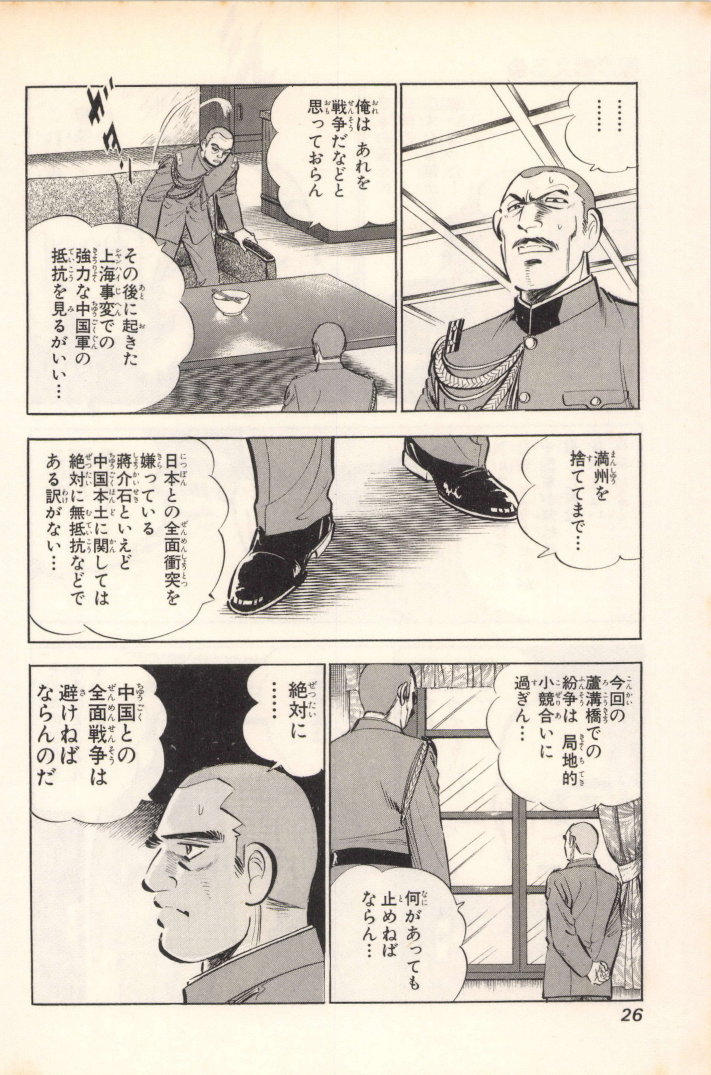 ……
……
俺は あれを
戦争だなどと
思っておらん
ガタ
その後に起きた
上海事変での
強力な中国軍の
抵抗を見るがいい…
満州を
捨ててまで…
日本との全面衝突を
嫌っている
蔣介石といえど
中国本土に関しては
絶対に無抵抗などで
ある訳がない…
今回の
蘆溝橋での
紛争は 局地的
小競合いに
過ぎん…
何があっても
止めねば
ならん…
絶対に
……
中国との
全面戦争は
避けねば
ならんのだ
26